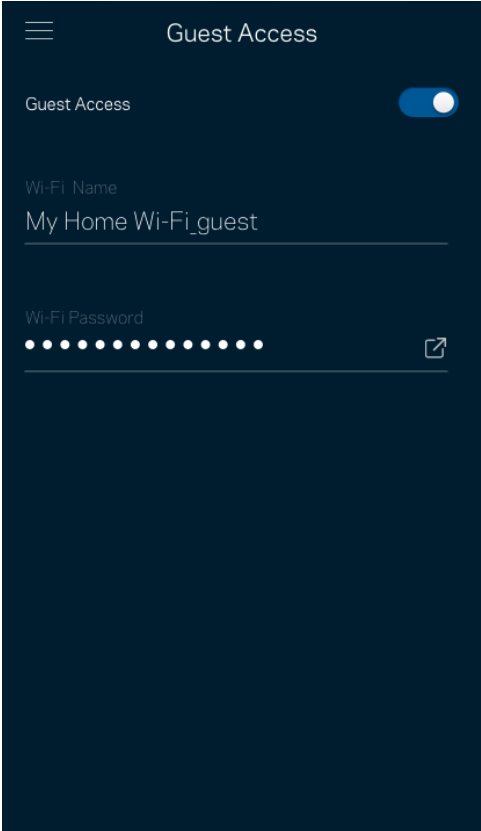 Guest Access
Guest Access
Wi-Fi Name
My Home Wi-Fi_guest
Wi-Fi Password
••••••••••••••